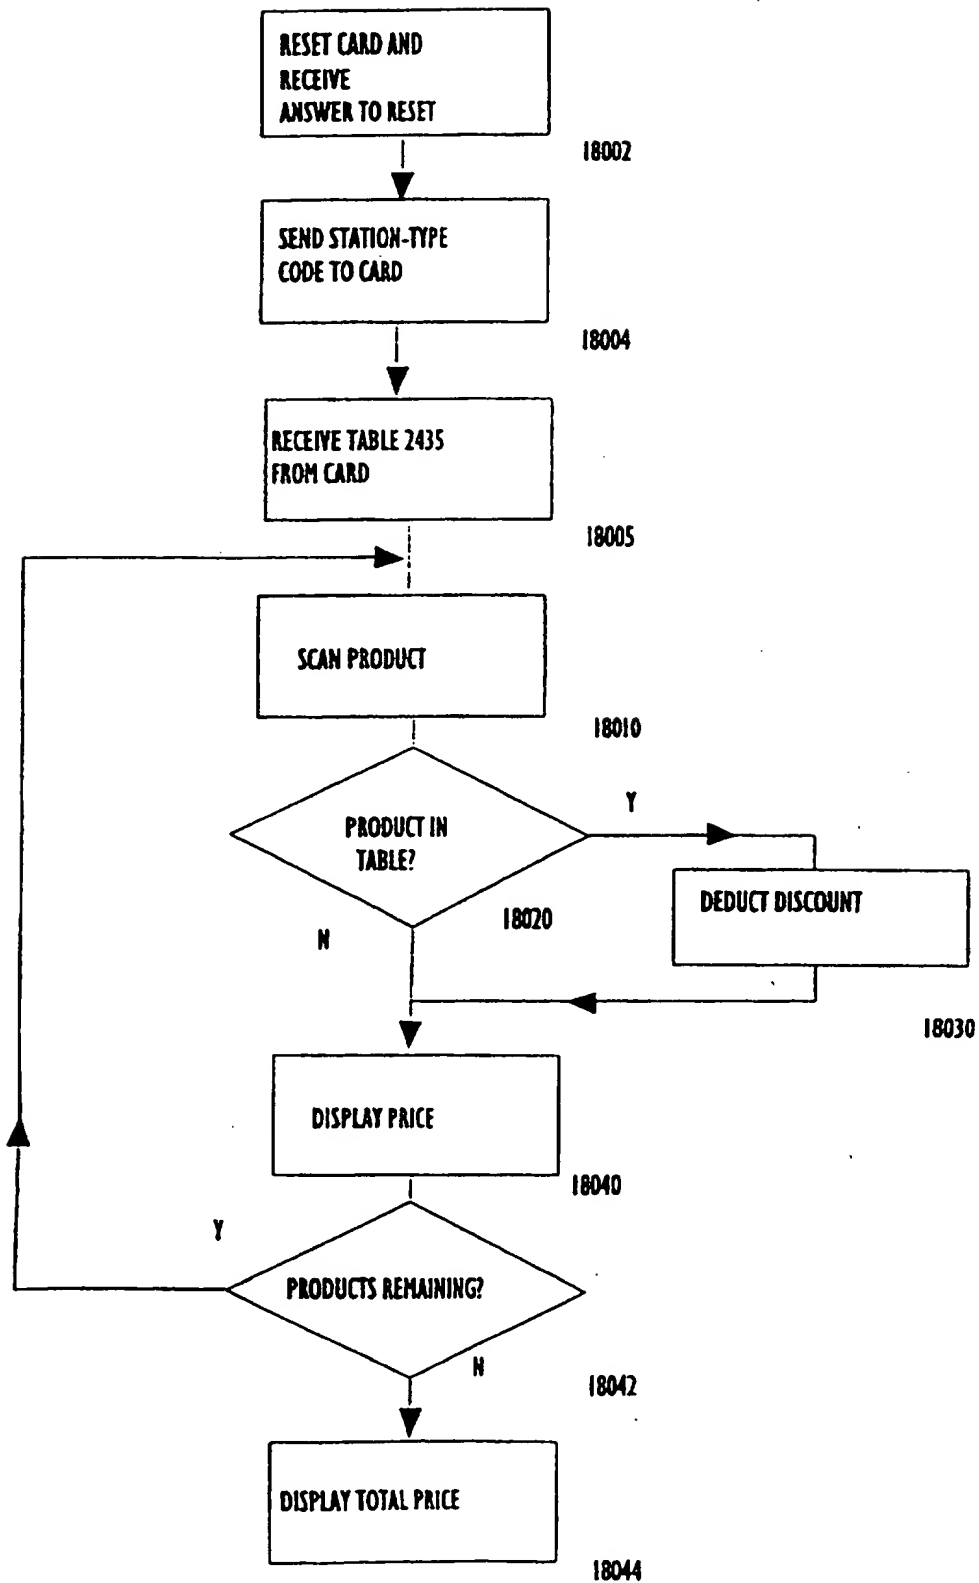 RESET CARD AND
RECEIVE
ANSWER TO RESET
18002
SEND STATION-TYPE
CODE TO CARD
18004
RECEIVE TABLE 2435
FROM CARD
18005
SCAN PRODUCT
18010
Y
PRODUCT IN
TABLE?
18020
N
DEDUCT DISCOUNT
18030
DISPLAY PRICE
18040
Y
PRODUCTS REMAINING?
N
18042
DISPLAY TOTAL PRICE
18044